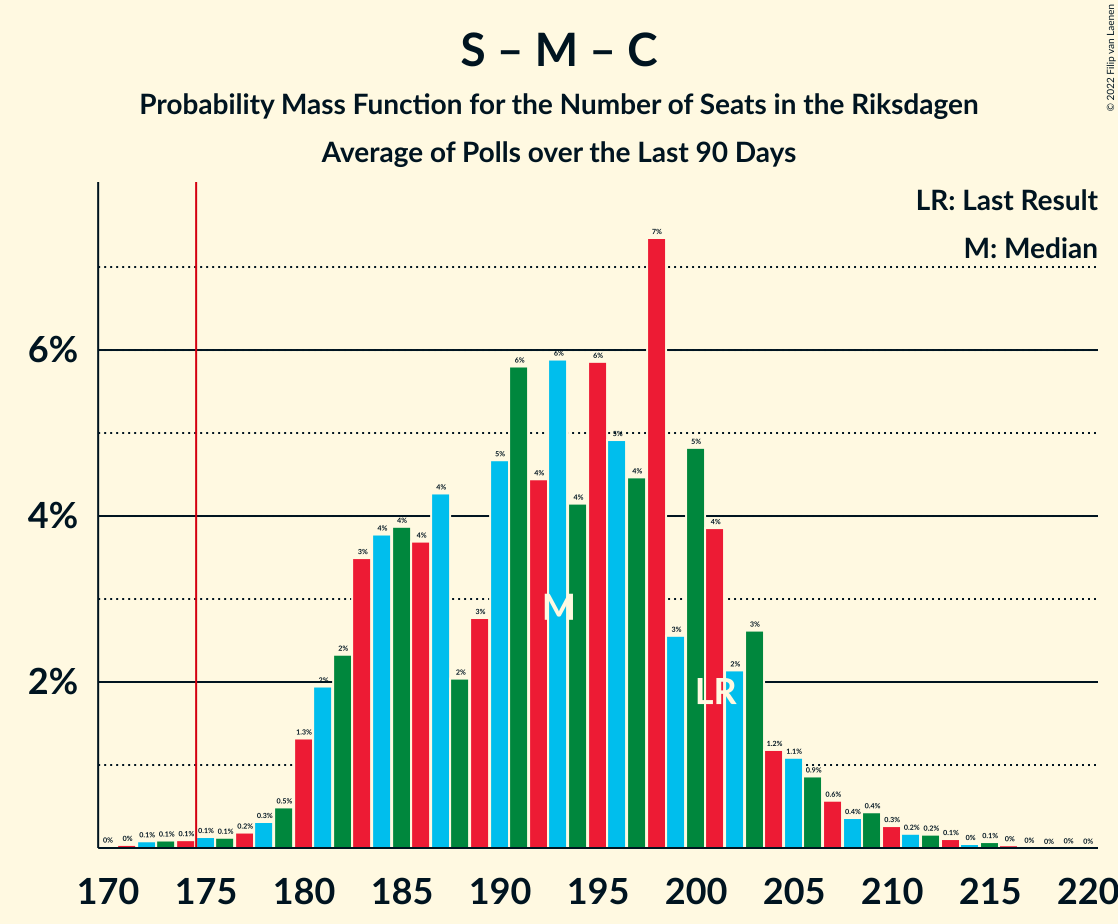 S – M – C
Probability Mass Function for the Number of Seats in the Riksdagen
Average of Polls over the Last 90 Days
© 2022 Filip van Laenen
LR: Last Result
M: Median
6%
4%
2%
0% 0% 0.1% 0.1% 0.1% 0.1% 0.1% 0.2% 0.3% 0.5% 1.3% 2% 2% 3% 4% 4% 4% 4% 2% 3% 5% 6% 4% 6% 4% 6% 5% 4% 7% 3% 5% 4% 2% 3% 1.2% 1.1% 0.9% 0.6% 0.4% 0.4% 0.3% 0.2% 0.2% 0.1% 0% 0.1% 0% 0% 0% 0% 0%
M
LR
170 175 180 185 190 195 200 205 210 215 220